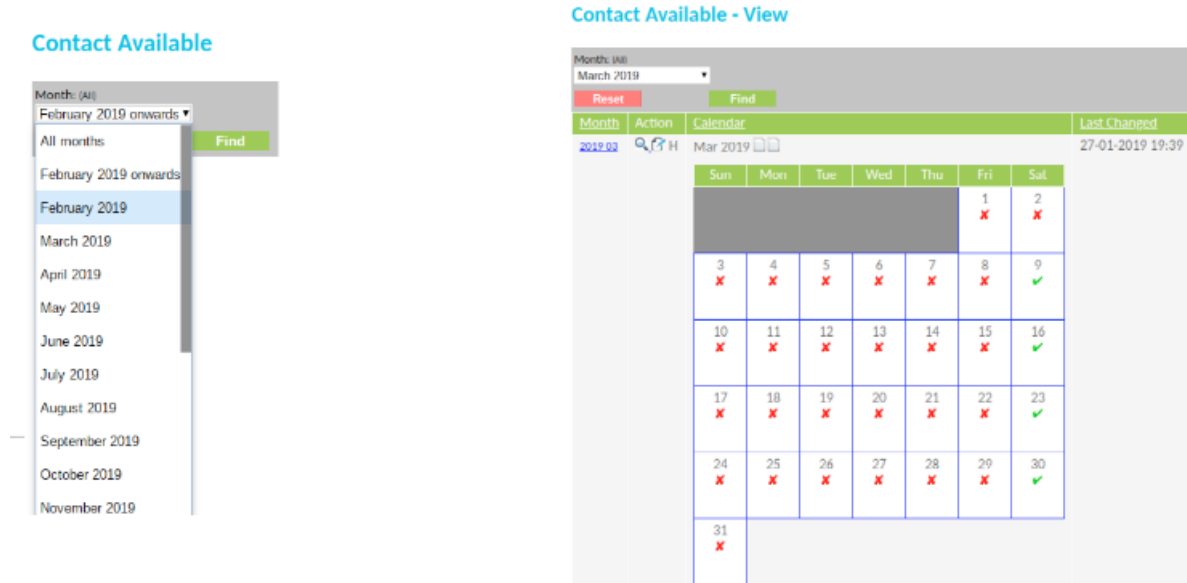 Contact Available
Month: (All)
February 2019 onwards
All months
Find
February 2019 onwards
February 2019
March 2019
April 2019
May 2019
June 2019
July 2019
August 2019
September 2019
October 2019
November 2019
Contact Available - View
Month: (All)
March 2019
Reset Find
Month Action Calendar Last Changed
2019 03 H Mar 2019 27-01-2019 19:39
Sun Mon Tue Wed Thu Fri Sat
1 2
✘ ✘
3 4 5 6 7 8 9
✘ ✘ ✘ ✘ ✘ ✘ ✔
10 11 12 13 14 15 16
✘ ✘ ✘ ✘ ✘ ✘ ✔
17 18 19 20 21 22 23
✘ ✘ ✘ ✘ ✘ ✘ ✔
24 25 26 27 28 29 30
✘ ✘ ✘ ✘ ✘ ✘ ✔
31
✘